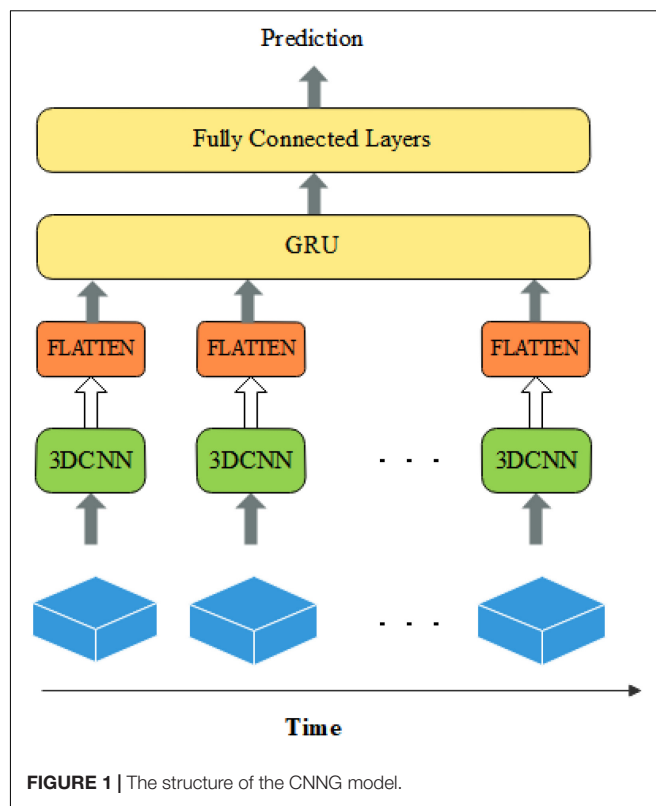 Prediction
Fully Connected Layers
GRU
FLATTEN FLATTEN FLATTEN
3DCNN 3DCNN . . . 3DCNN
. . .
Time
FIGURE 1 | The structure of the CNNG model.